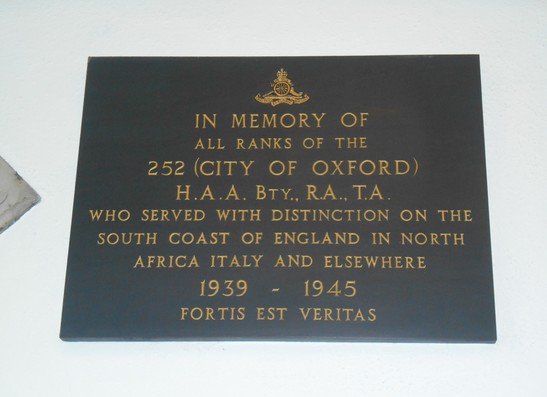 IN MEMORY OF
ALL RANKS OF THE
252 (CITY OF OXFORD)
H.A.A. BTY., R.A., T.A.
WHO SERVED WITH DISTINCTION ON THE
SOUTH COAST OF ENGLAND IN NORTH
AFRICA ITALY AND ELSEWHERE
1939 - 1945
FORTIS EST VERITAS